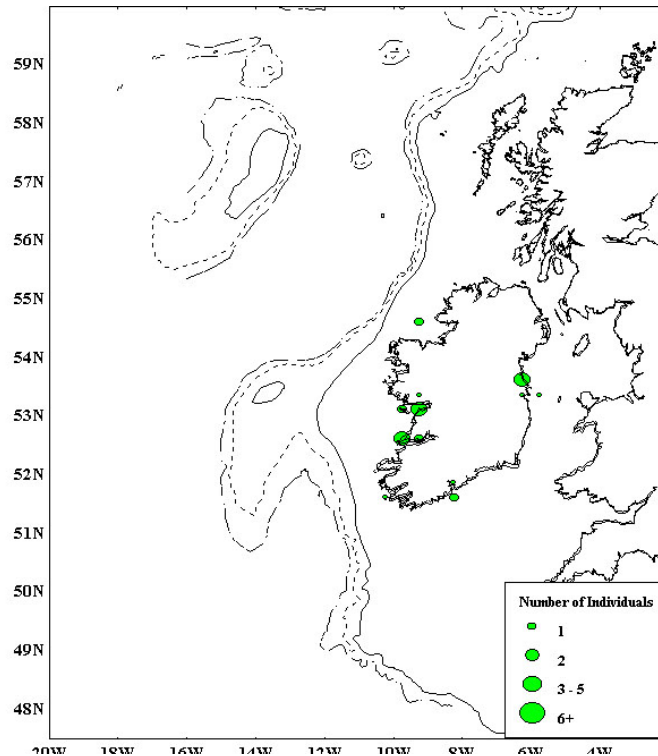 59N
58N
57N
56N
55N
54N
53N
52N
51N
50N
49N
48N
Number of Individuals
1
2
3 - 5
6+
20W 18W 16W 14W 12W 10W 8W 6W 4W